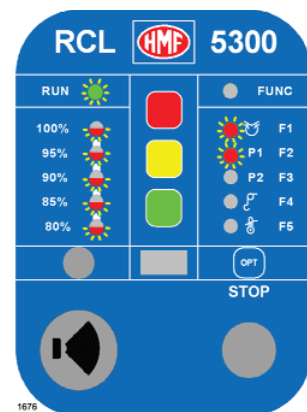 RCL HMF 5300
RUN FUNC
100% F1
95% P1 F2
90% P2 F3
85% F4
80% F5
OPT
STOP
1676